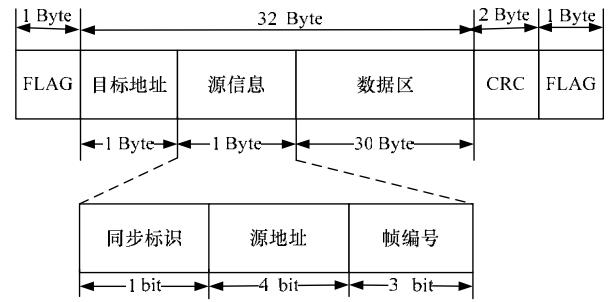 1 Byte 32 Byte 2 Byte 1 Byte
FLAG 目标地址 源信息 数据区 CRC FLAG
1 Byte 1 Byte 30 Byte
同步标识 源地址 帧编号
1 bit 4 bit 3 bit